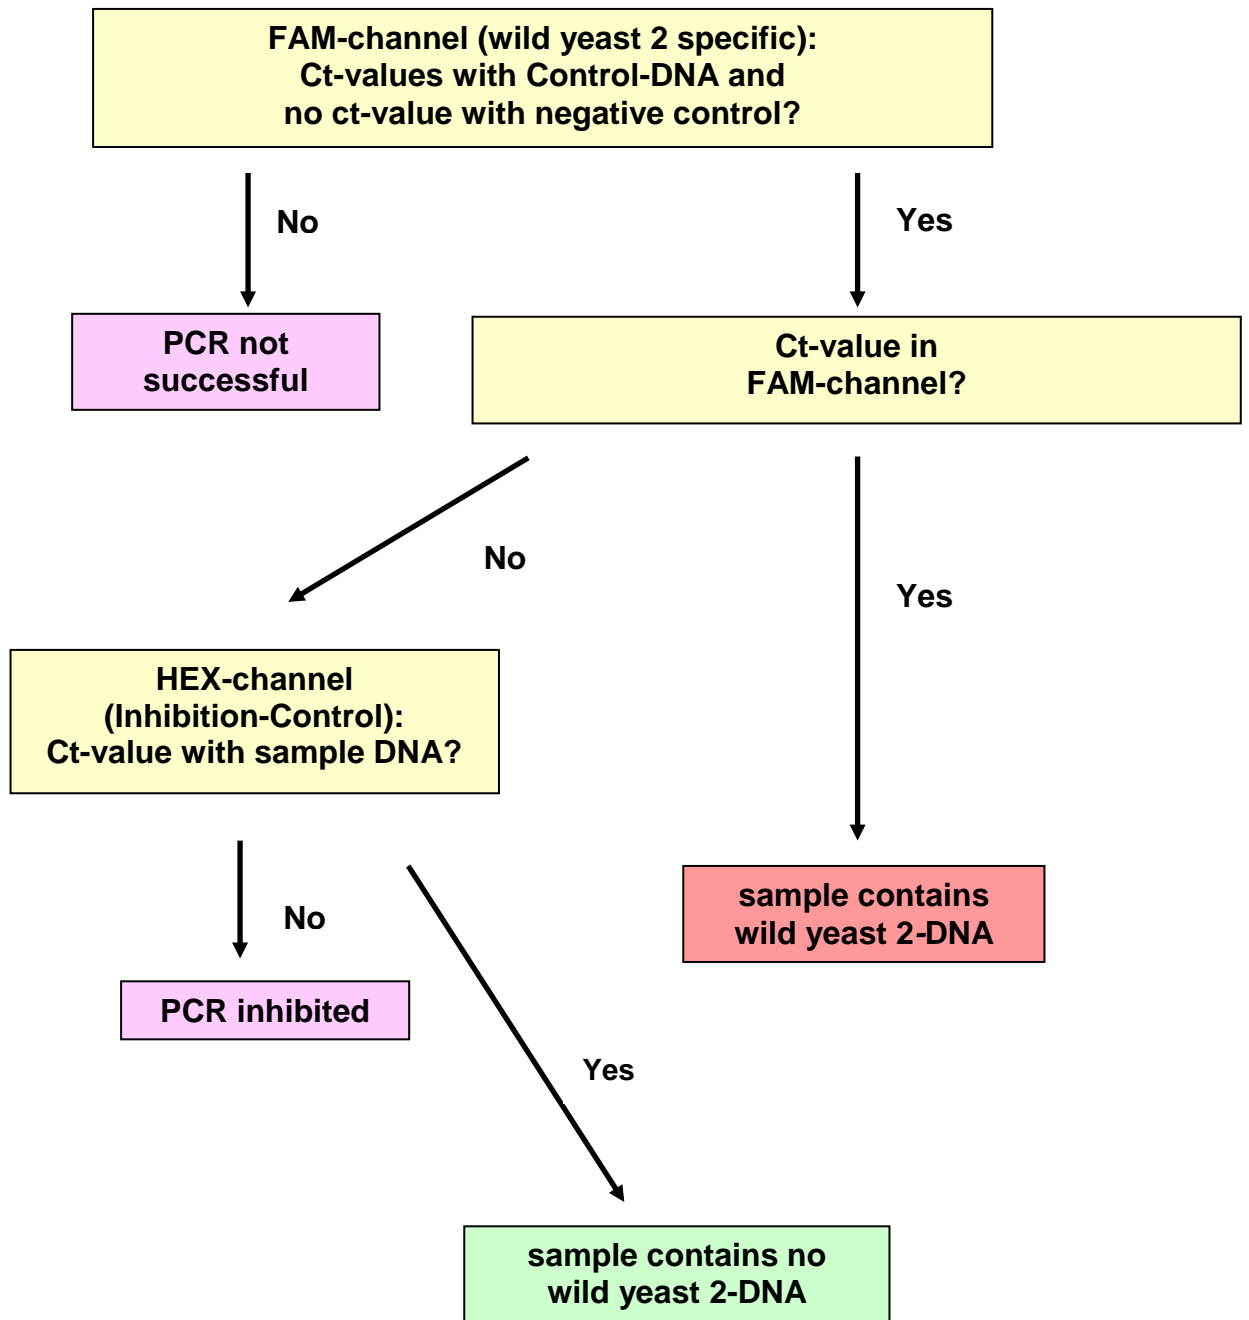 FAM-channel (wild yeast 2 specific):
Ct-values with Control-DNA and
no ct-value with negative control?
No
Yes
PCR not
successful
Ct-value in
FAM-channel?
No
Yes
HEX-channel
(Inhibition-Control):
Ct-value with sample DNA?
No
sample contains
wild yeast 2-DNA
PCR inhibited
Yes
sample contains no
wild yeast 2-DNA